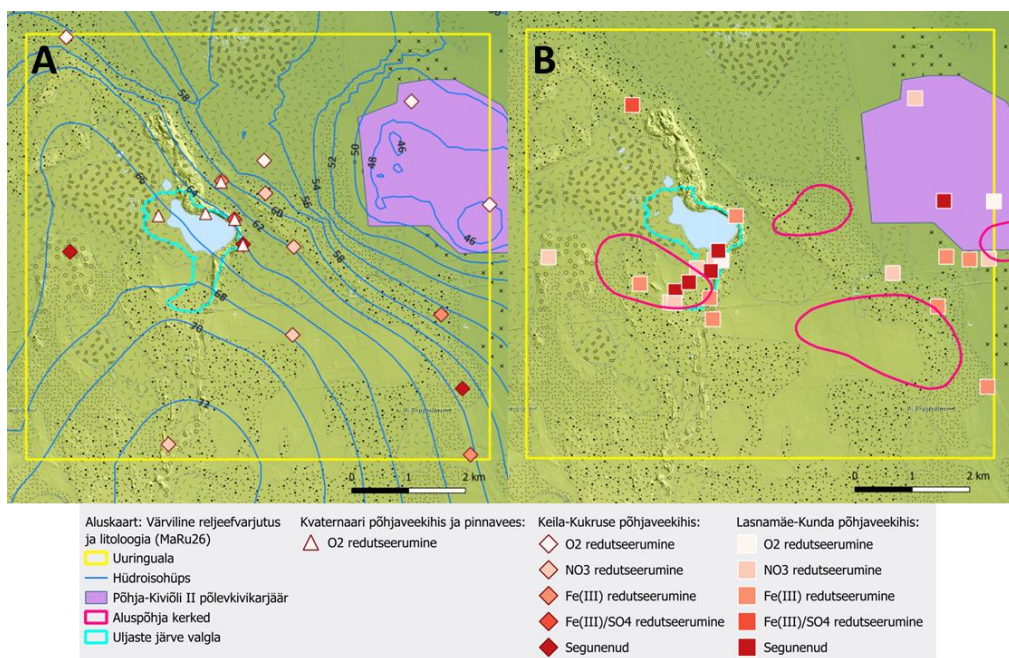 A
B
50
58
66
64
60
62
56
54
52
50
48
46
46
58
68
70
72
0 2 km
0 2 km
Aluskaart: Värviline reljeefvarjutus
ja litoloogia (MaRu26)
Uuringuala
Hüdroisohüps
Põhja-Kiviõli II põlevkivikarjäär
Aluspõhja kerked
Uljaste järve valgla
Kvaternaari põhjaveekihis ja pinnavees:
O2 redutseerumine
Keila-Kukruse põhjaveekihis:
O2 redutseerumine
NO3 redutseerumine
Fe(III) redutseerumine
Fe(III)/SO4 redutseerumine
Segunenud
Lasnamäe-Kunda põhjaveekihis:
O2 redutseerumine
NO3 redutseerumine
Fe(III) redutseerumine
Fe(III)/SO4 redutseerumine
Segunenud